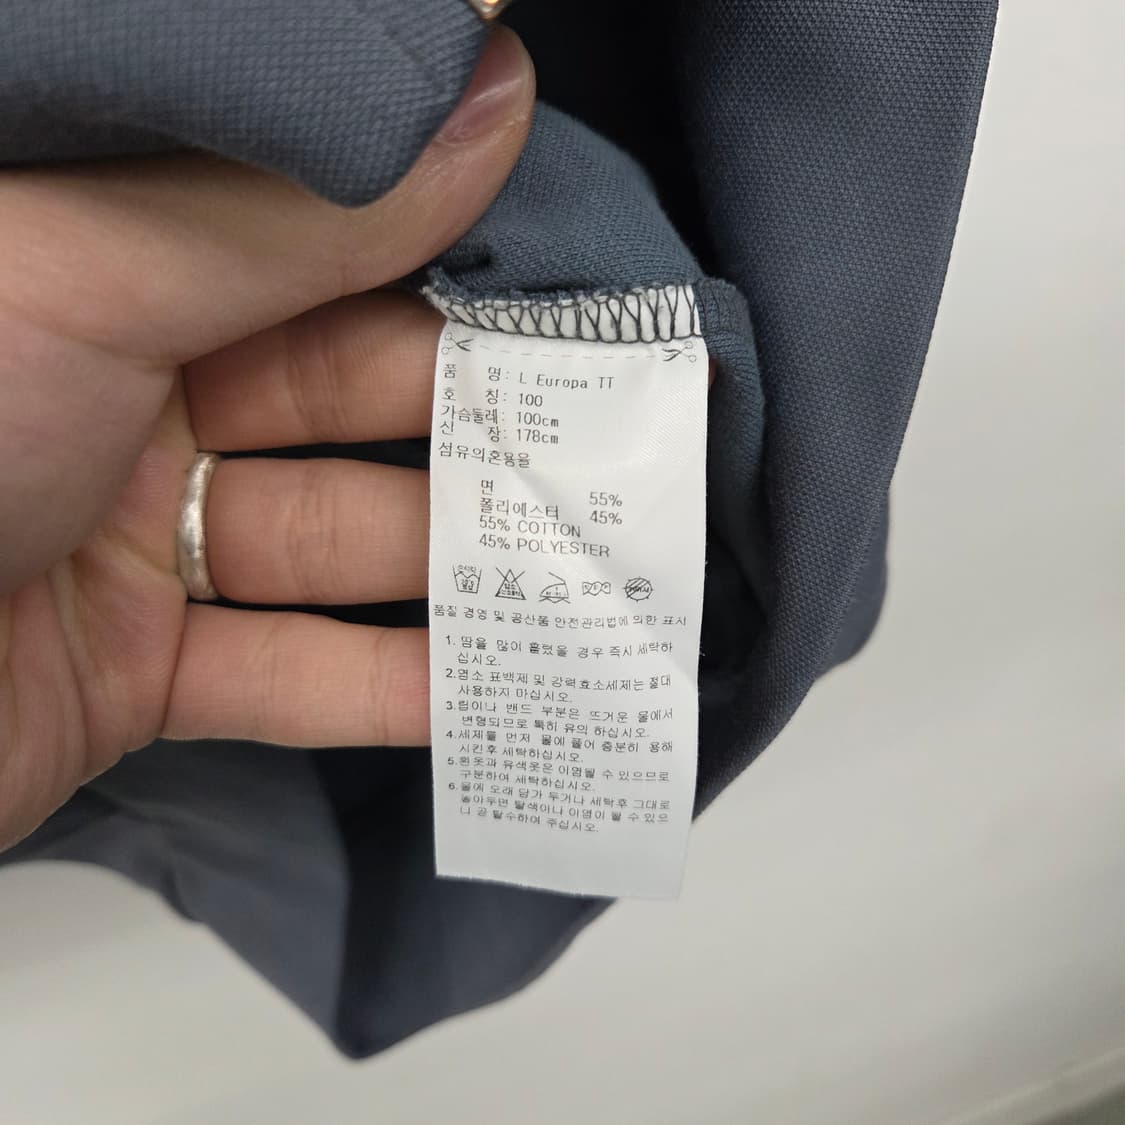 품 명: L Europa TT
호 칭: 100
가슴둘레: 100cm
신 장: 178cm
섬유의혼용율
면 55%
폴리에스터 45%
55% COTTON
45% POLYESTER
품질 경영 및 공산품 안전관리법에 의한 표시
1. 땀을 많이 흘렸을 경우 즉시 세탁하
십시오.
2.염소 표백제 및 강력효소세제는 절대
사용하지 마십시오.
3.립이나 밴드 부분은 뜨거운 물에서
변형되므로 특히 유의 하십시오.
4.세제를 먼저 물에 풀어 충분히 용해
시킨후 세탁하십시오.
5.흰옷과 유색옷은 이염될 수 있으므로
구분하여 세탁하십시오.
6.물에 오래 담가 두거나 세탁후 그대로
놓아두면 탈색이나 이염이 될 수 있으
니 곧 탈수하여 주십시오.